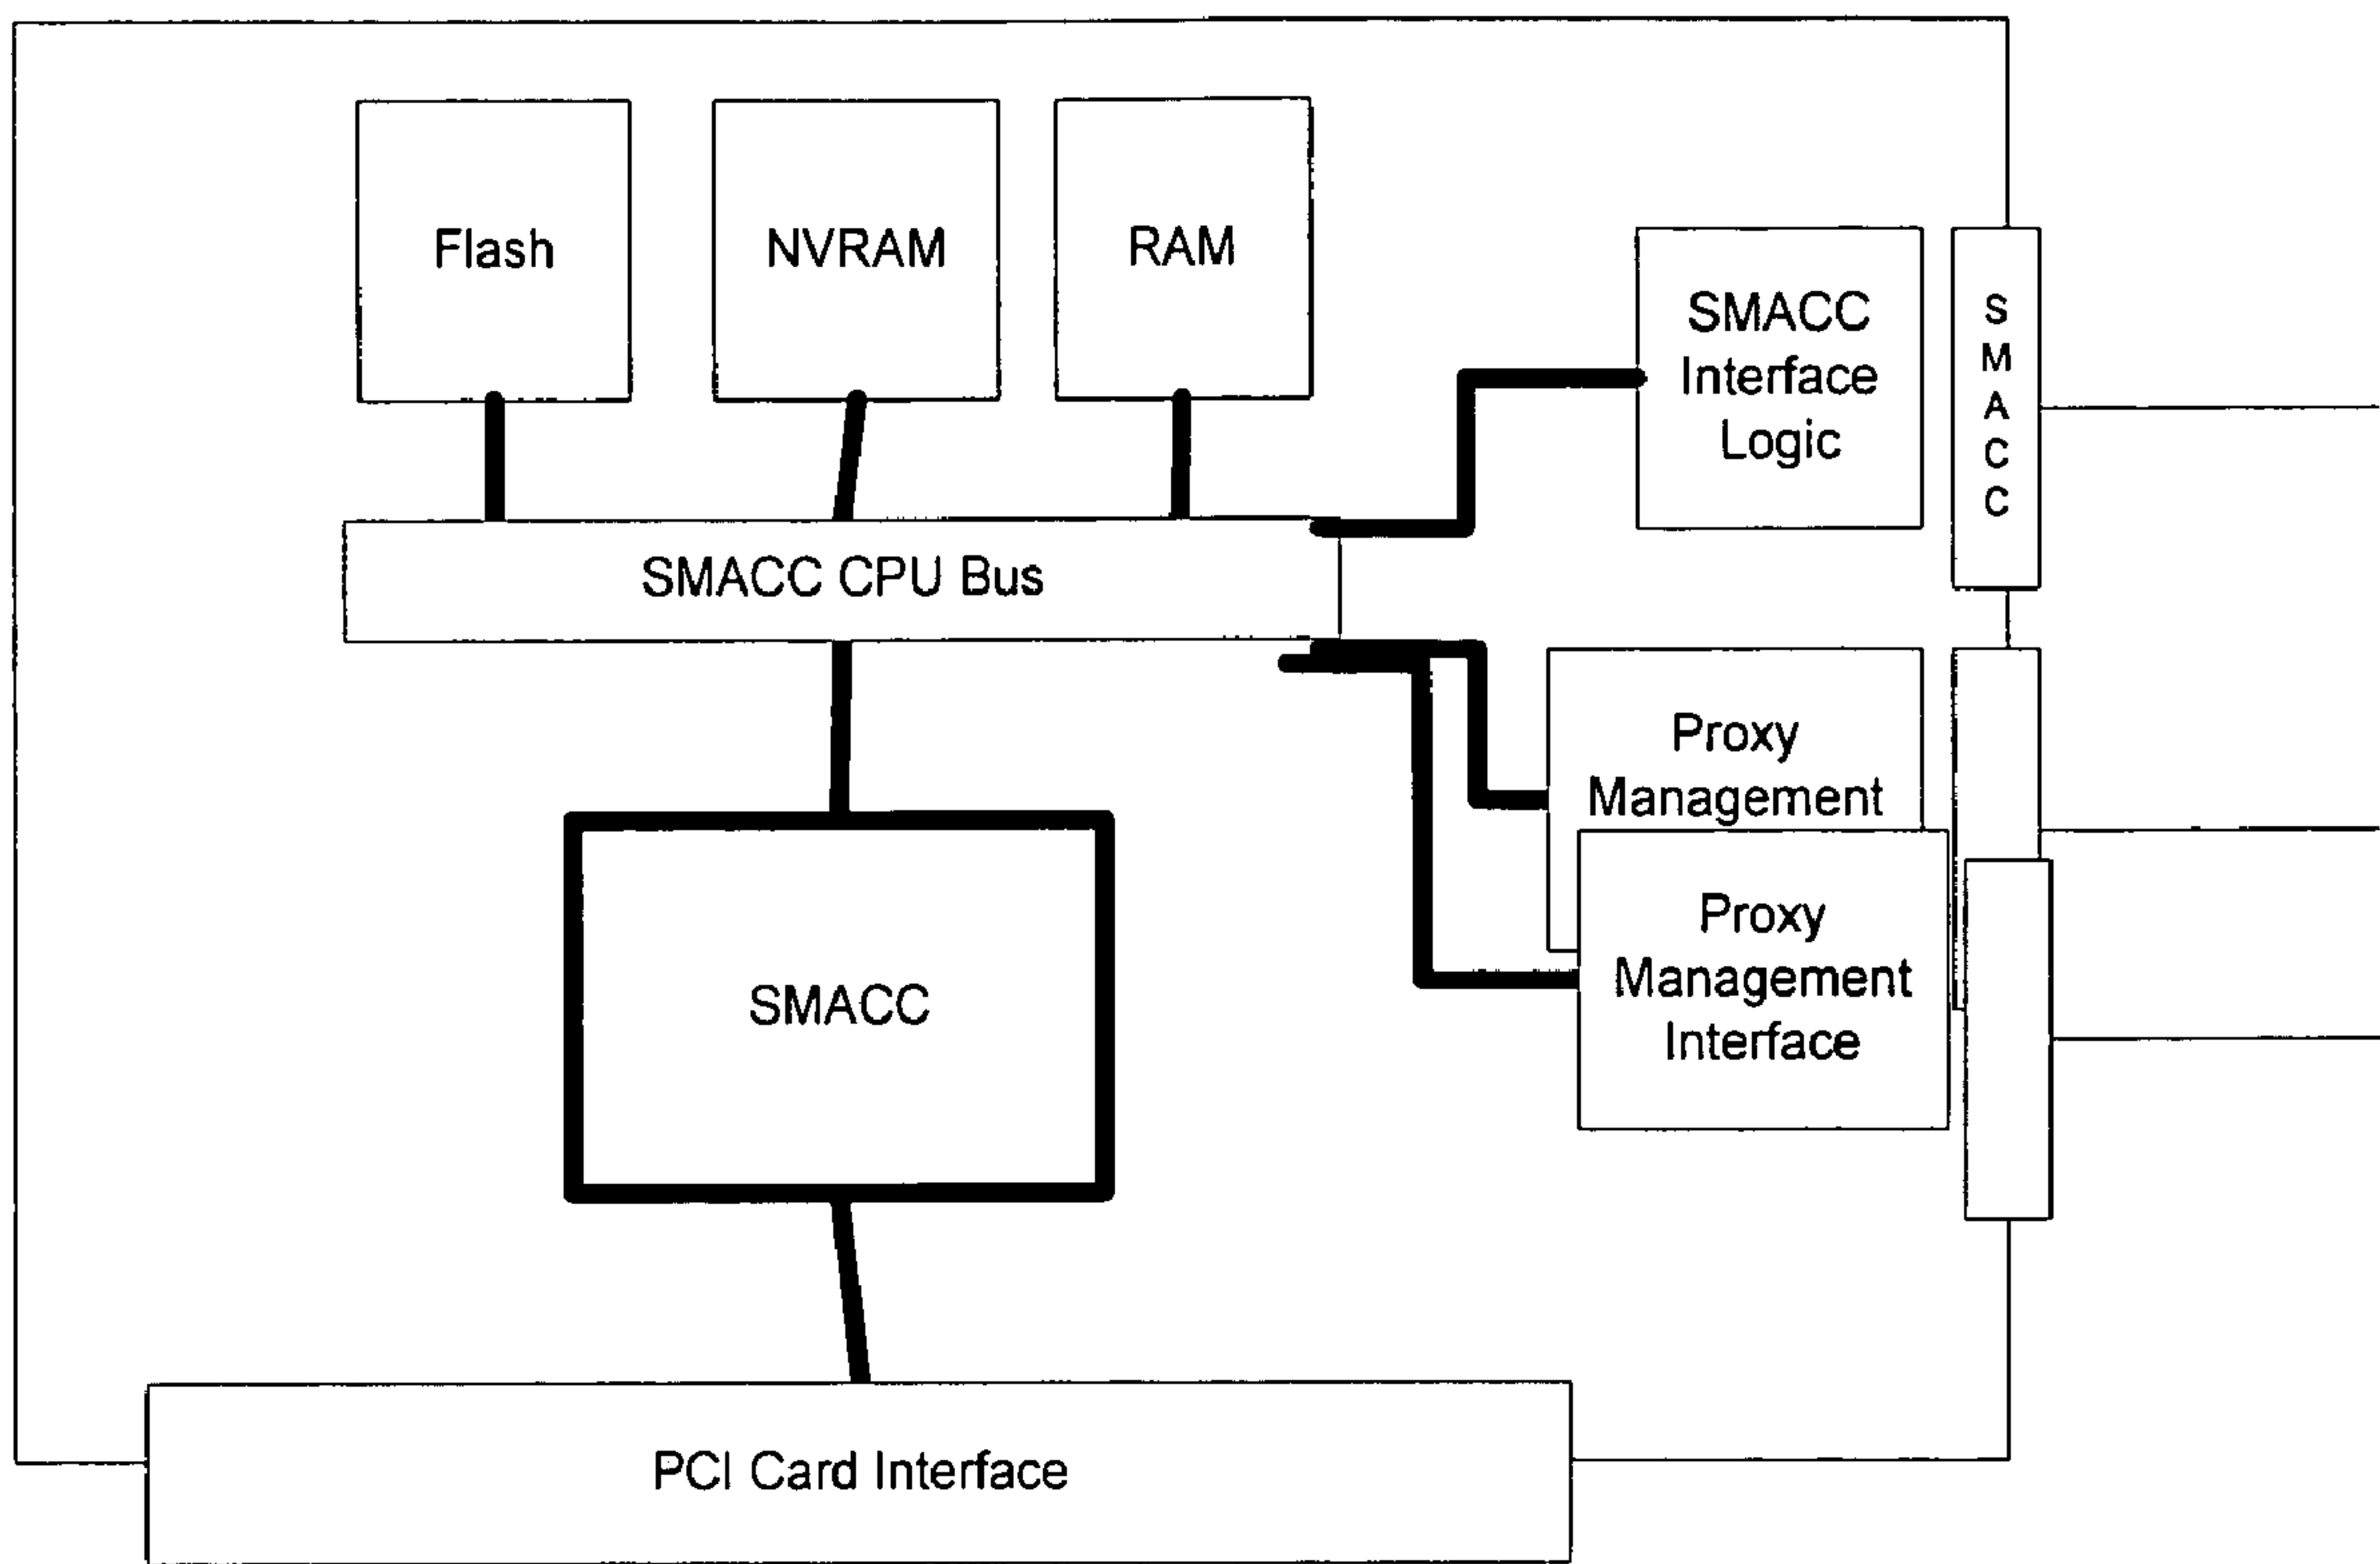 Flash
NVRAM
RAM
SMACC
Interface
Logic
S
M
A
C
C
SMACC CPU Bus
Proxy
Management
Proxy
Management
Interface
SMACC
PCI Card Interface